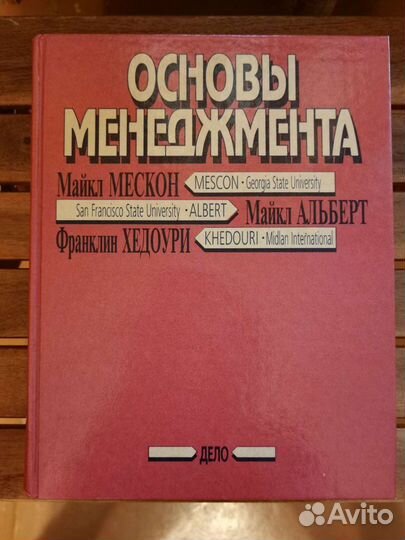 ОСНОВЫ
МЕНЕДЖМЕНТА
Майкл МЕСКОН MESCON · Georgia State University
San Francisco State University · ALBERT Майкл АЛЬБЕРТ
Франклин ХЕДОУРИ KHEDOURI · Midlan International
ДЕЛО
Avito